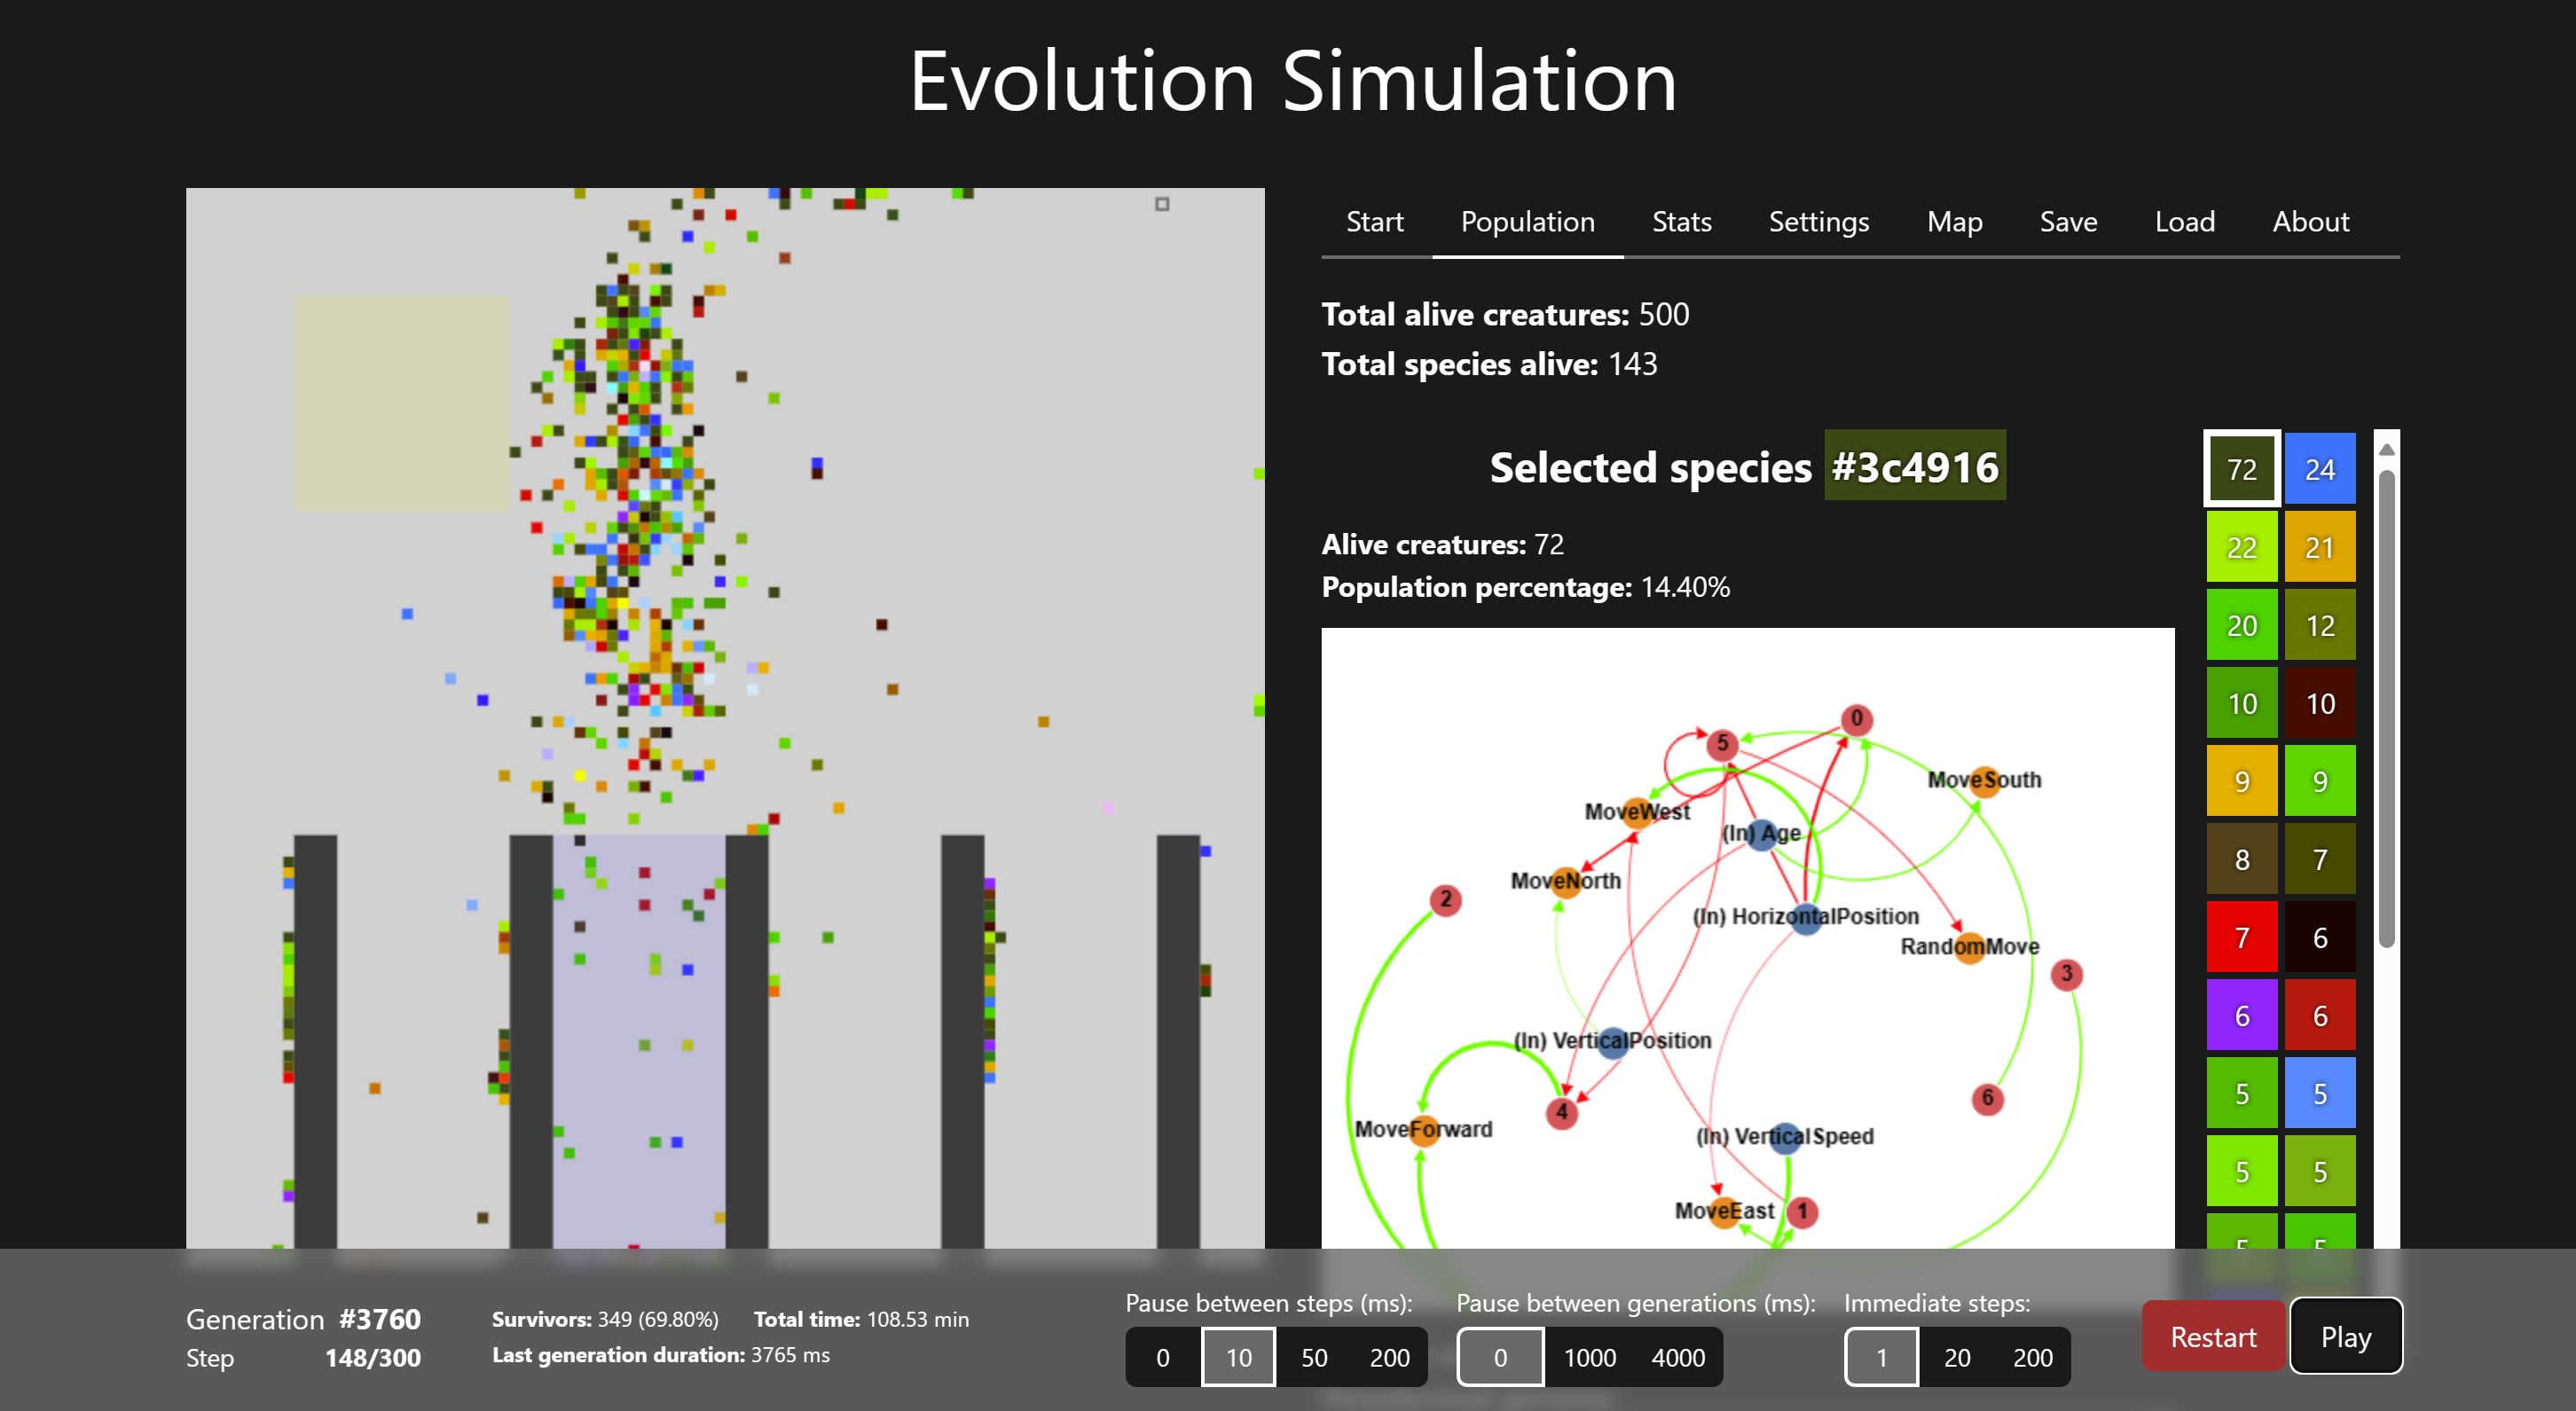 Evolution Simulation
Start Population Stats Settings Map Save Load About
Total alive creatures: 500
Total species alive: 143
Selected species #3c4916
Alive creatures: 72
Population percentage: 14.40%
72 24
22 21
20 12
10 10
9 9
8 7
7 6
6 6
5 5
5 5
5 5
0
5
MoveSouth
MoveWest
(In) Age
MoveNorth
2
(In) HorizontalPosition
RandomMove
3
(In) VerticalPosition
6
4
MoveForward
(In) VerticalSpeed
MoveEast
1
Generation #3760
Step 148/300
Survivors: 349 (69.80%) Total time: 108.53 min
Last generation duration: 3765 ms
Pause between steps (ms):
0 10 50 200
Pause between generations (ms):
0 1000 4000
Immediate steps:
1 20 200
Restart
Play